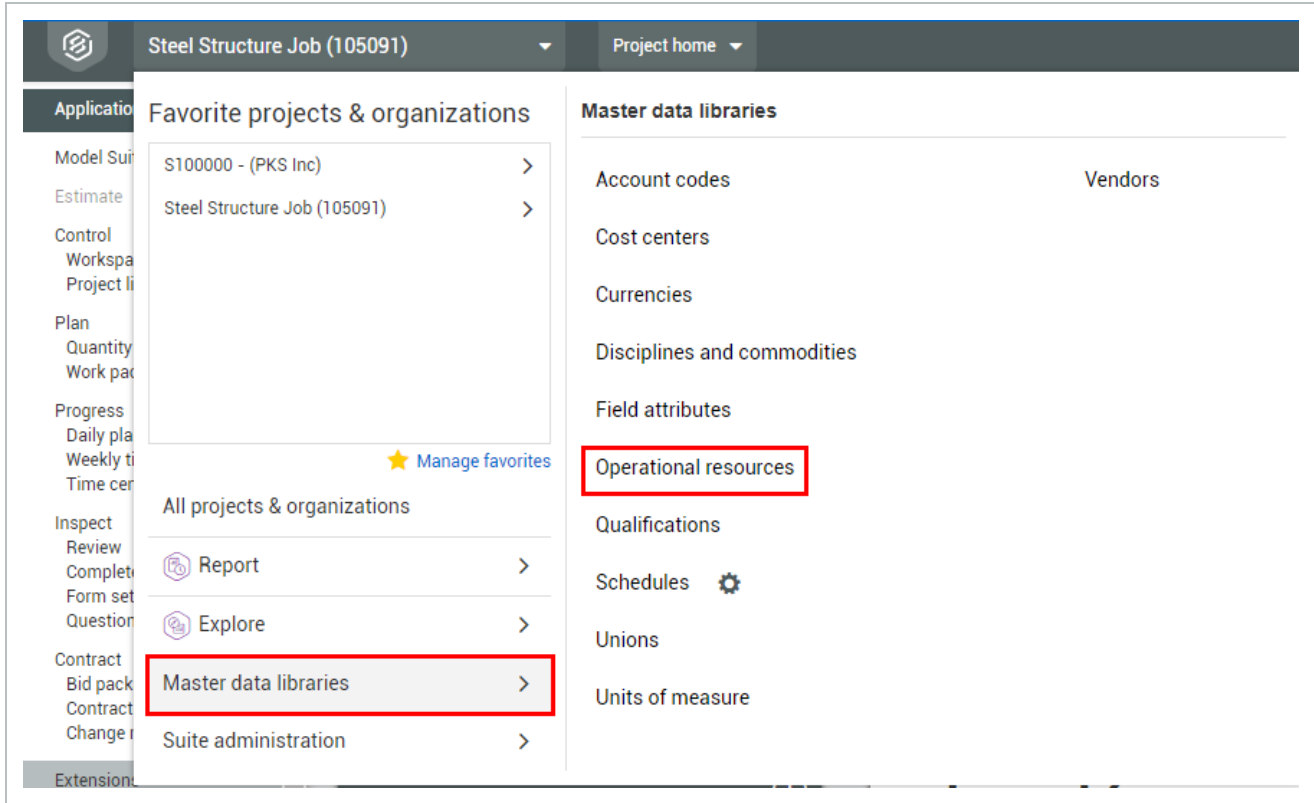 Steel Structure Job (105091)
Project home
Applicatio
Model Sui
Estimate
Control
Workspa
Project li
Plan
Quantity
Work pac
Progress
Daily pla
Weekly ti
Time cen
Inspect
Review
Complet
Form set
Question
Contract
Bid pack
Contract
Change r
Extensions
Favorite projects & organizations
S100000 - (PKS Inc)
Steel Structure Job (105091)
Manage favorites
All projects & organizations
Report
Explore
Master data libraries
Suite administration
Master data libraries
Account codes
Vendors
Cost centers
Currencies
Disciplines and commodities
Field attributes
Operational resources
Qualifications
Schedules
Unions
Units of measure